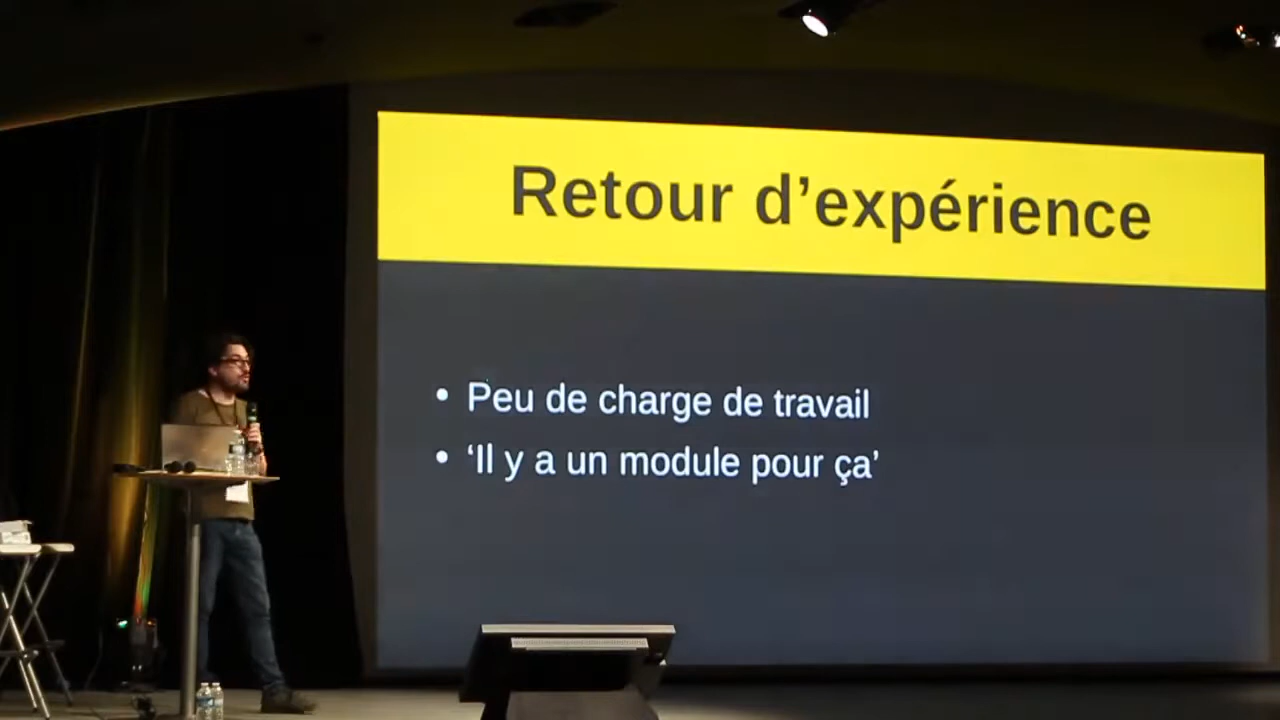 Retour d’expérience
• Peu de charge de travail
• ‘Il y a un module pour ça’